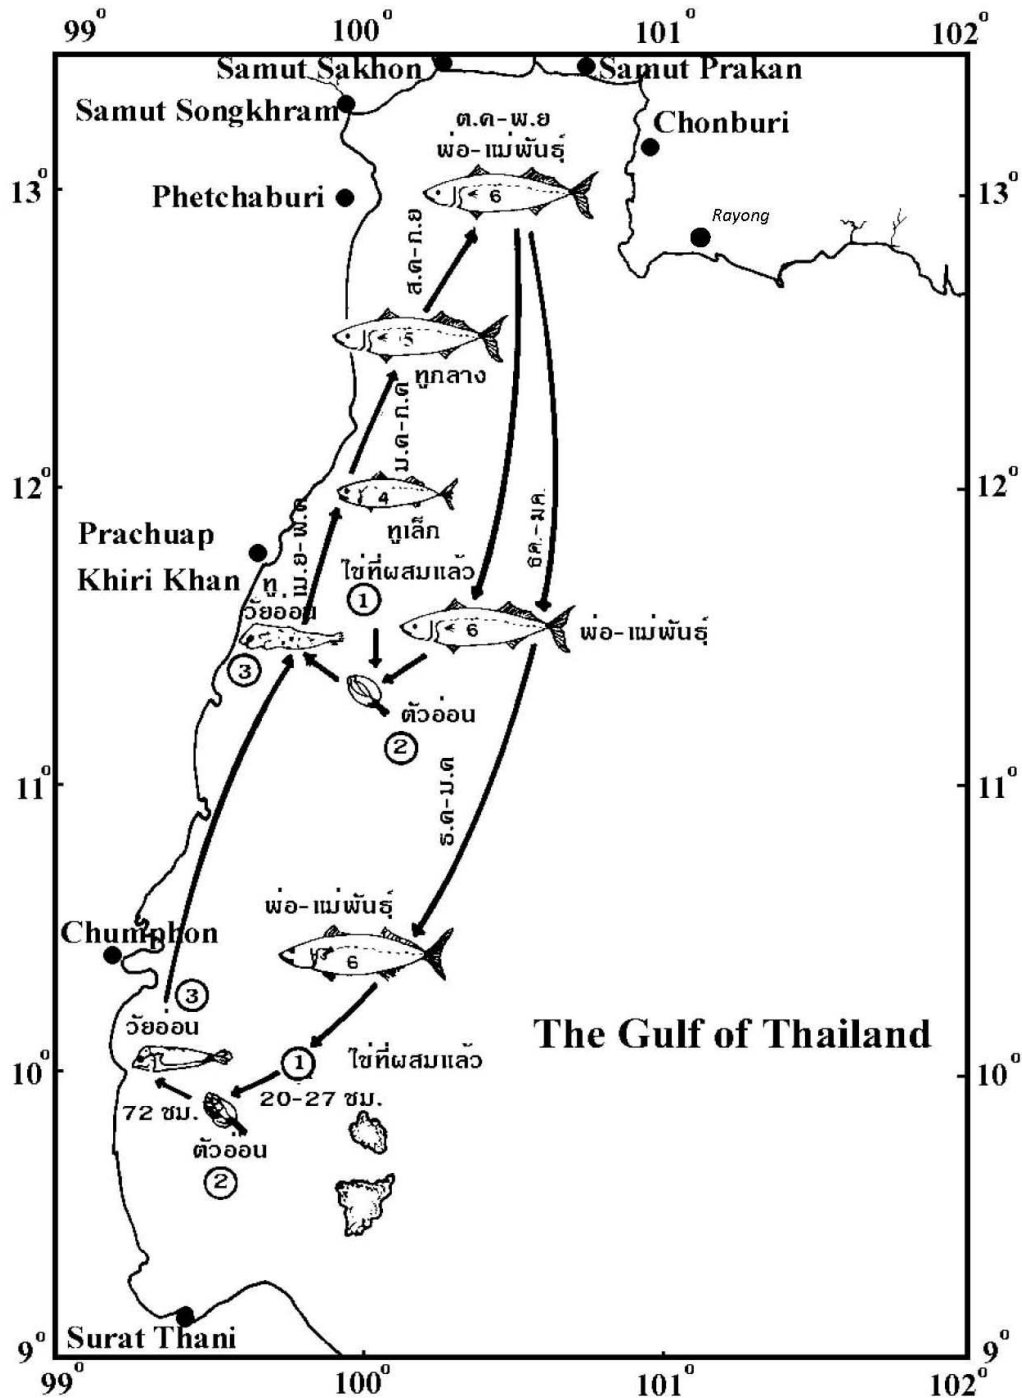 99° 100° 101° 102°
Samut Sakhon
Samut Prakan
Samut Songkhram
Chonburi
ต.ค-พ.ย
พ่อ-แม่พันธุ์
6
13°
13°
Phetchaburi
Rayong
ส.ค-ก.ย
5
ทูกลาง
ม.ค-ก.ค
12°
12°
4
ทูเล็ก
Prachuap
Khiri Khan
เม.ย-พ.ค
ธค.-มค.
ไข่ที่ผสมแล้ว
1
ทู
วัยอ่อน
3
6
พ่อ-แม่พันธุ์
ตัวอ่อน
2
11°
11°
ธ.ค-ม.ค
พ่อ-แม่พันธุ์
6
Chumphon
3
วัยอ่อน
The Gulf of Thailand
1
ไข่ที่ผสมแล้ว
10°
10°
20-27 ชม.
72 ชม.
ตัวอ่อน
2
Surat Thani
9°
9°
99° 100° 101° 102°